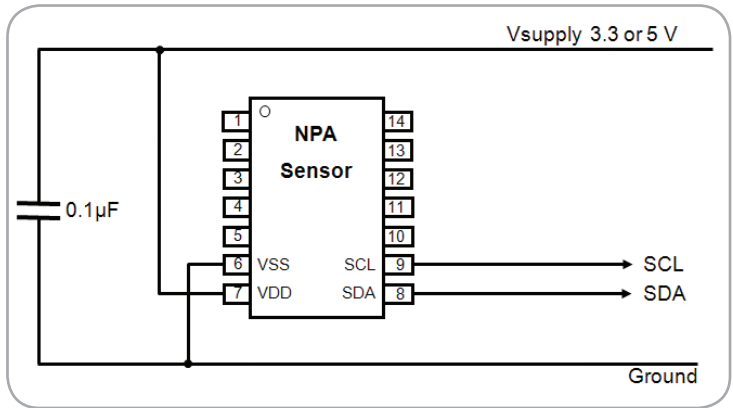 Vsupply 3.3 or 5 V
1 14
NPA
2 13
Sensor
3 12
0.1µF
4 11
5 10
6 VSS SCL 9 SCL
7 VDD SDA 8 SDA
Ground